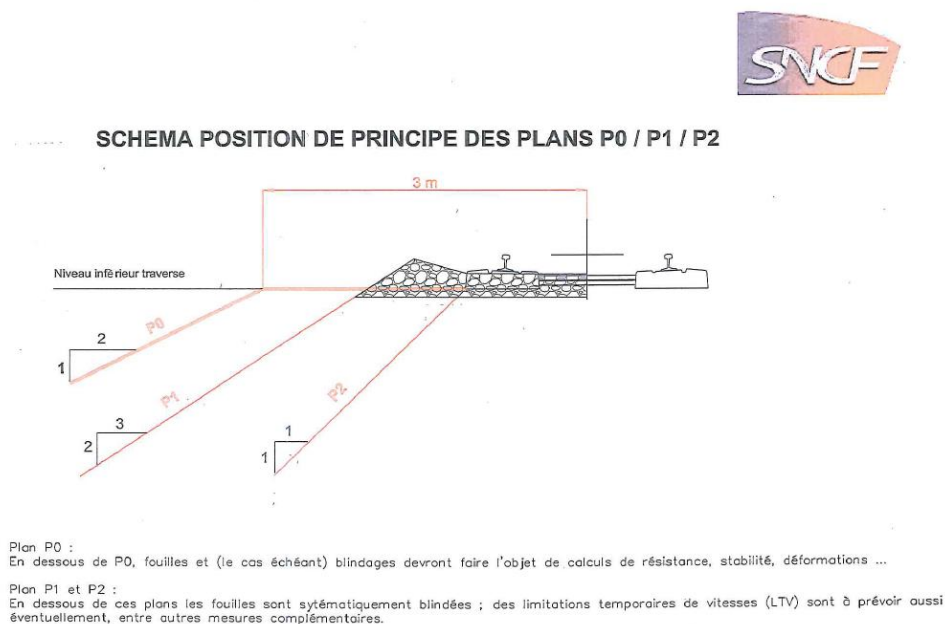 SNCF
SCHEMA POSITION DE PRINCIPE DES PLANS P0 / P1 / P2
3 m
Niveau inférieur traverse
P0
2
1
P1
3
2
P2
1
1
Plan P0 :
En dessous de P0, fouilles et (le cas échéant) blindages devront faire l'objet de calculs de résistance, stabilité, déformations ...
Plan P1 et P2 :
En dessous de ces plans les fouilles sont sytématiquement blindées ; des limitations temporaires de vitesses (LTV) sont à prévoir aussi
éventuellement, entre autres mesures complémentaires.